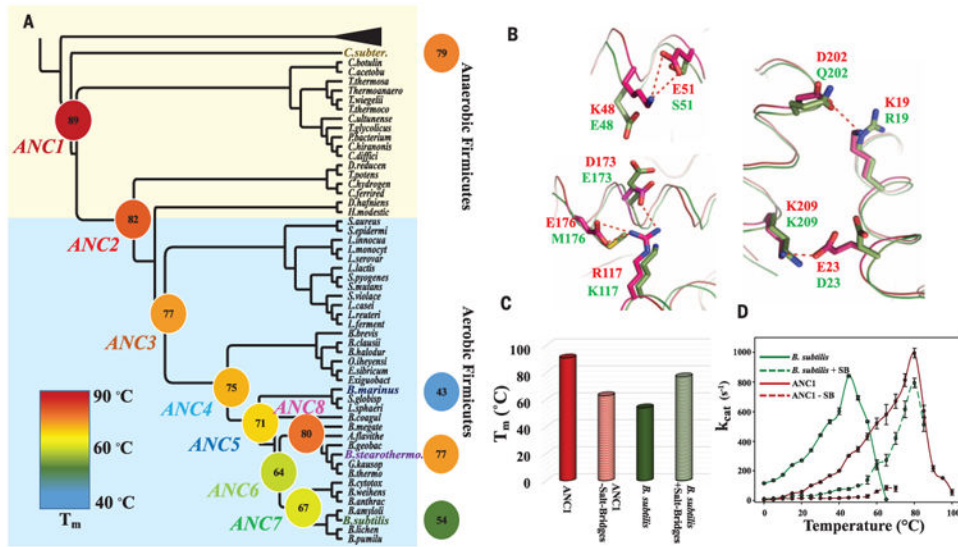 A
C.subter.
C.botulin
C.acetobu
T.thermosa
Thermoanaero
T.wiegelii
T.thermoco
C.ultunense
T.glycolicus
P.bacterium
C.hiranonis
C.diffici
D.reducen
T.potens
C.hydrogen
C.ferrired
D.hafniens
H.modestic
S.aureus
S.epidermi
L.innocua
L.monocyt
L.serovar
L.lactis
S.pyogenes
S.mutans
S.violace
L.casei
L.reuteri
L.ferment
B.brevis
B.clausii
B.halodur
O.iheyensi
E.sibricum
Exiguobact
B.marinus
S.globisp
L.sphaeri
B.coagul
B.megate
A.flavithe
B.geobac
B.stearothermo.
G.kausop
B.thermo
B.cytotox
B.weihens
B.anthrac
B.amyloli
B.subtilis
B.lichen
B.pumilu
89
ANC1
82
ANC2
77
ANC3
75
ANC4
71
ANC5
ANC8
80
64
ANC6
67
ANC7
90 °C
60 °C
40 °C
Tm
79
Anaerobic Firmicutes
Aerobic Firmicutes
43
77
54
B
K48
E48
E51
S51
D173
E173
E176
M176
R117
K117
D202
Q202
K19
R19
K209
K209
E23
D23
C
Tm (°C)
100
80
60
40
20
0
ANC1
ANC1
-Salt-Bridges
B. subtilis
B. subtilis
+Salt-Bridges
D
kcat (s-1)
1000
800
600
400
200
0
B. subtilis
B. subtilis + SB
ANC1
ANC1 - SB
0 20 40 60 80 100
Temperature (°C)